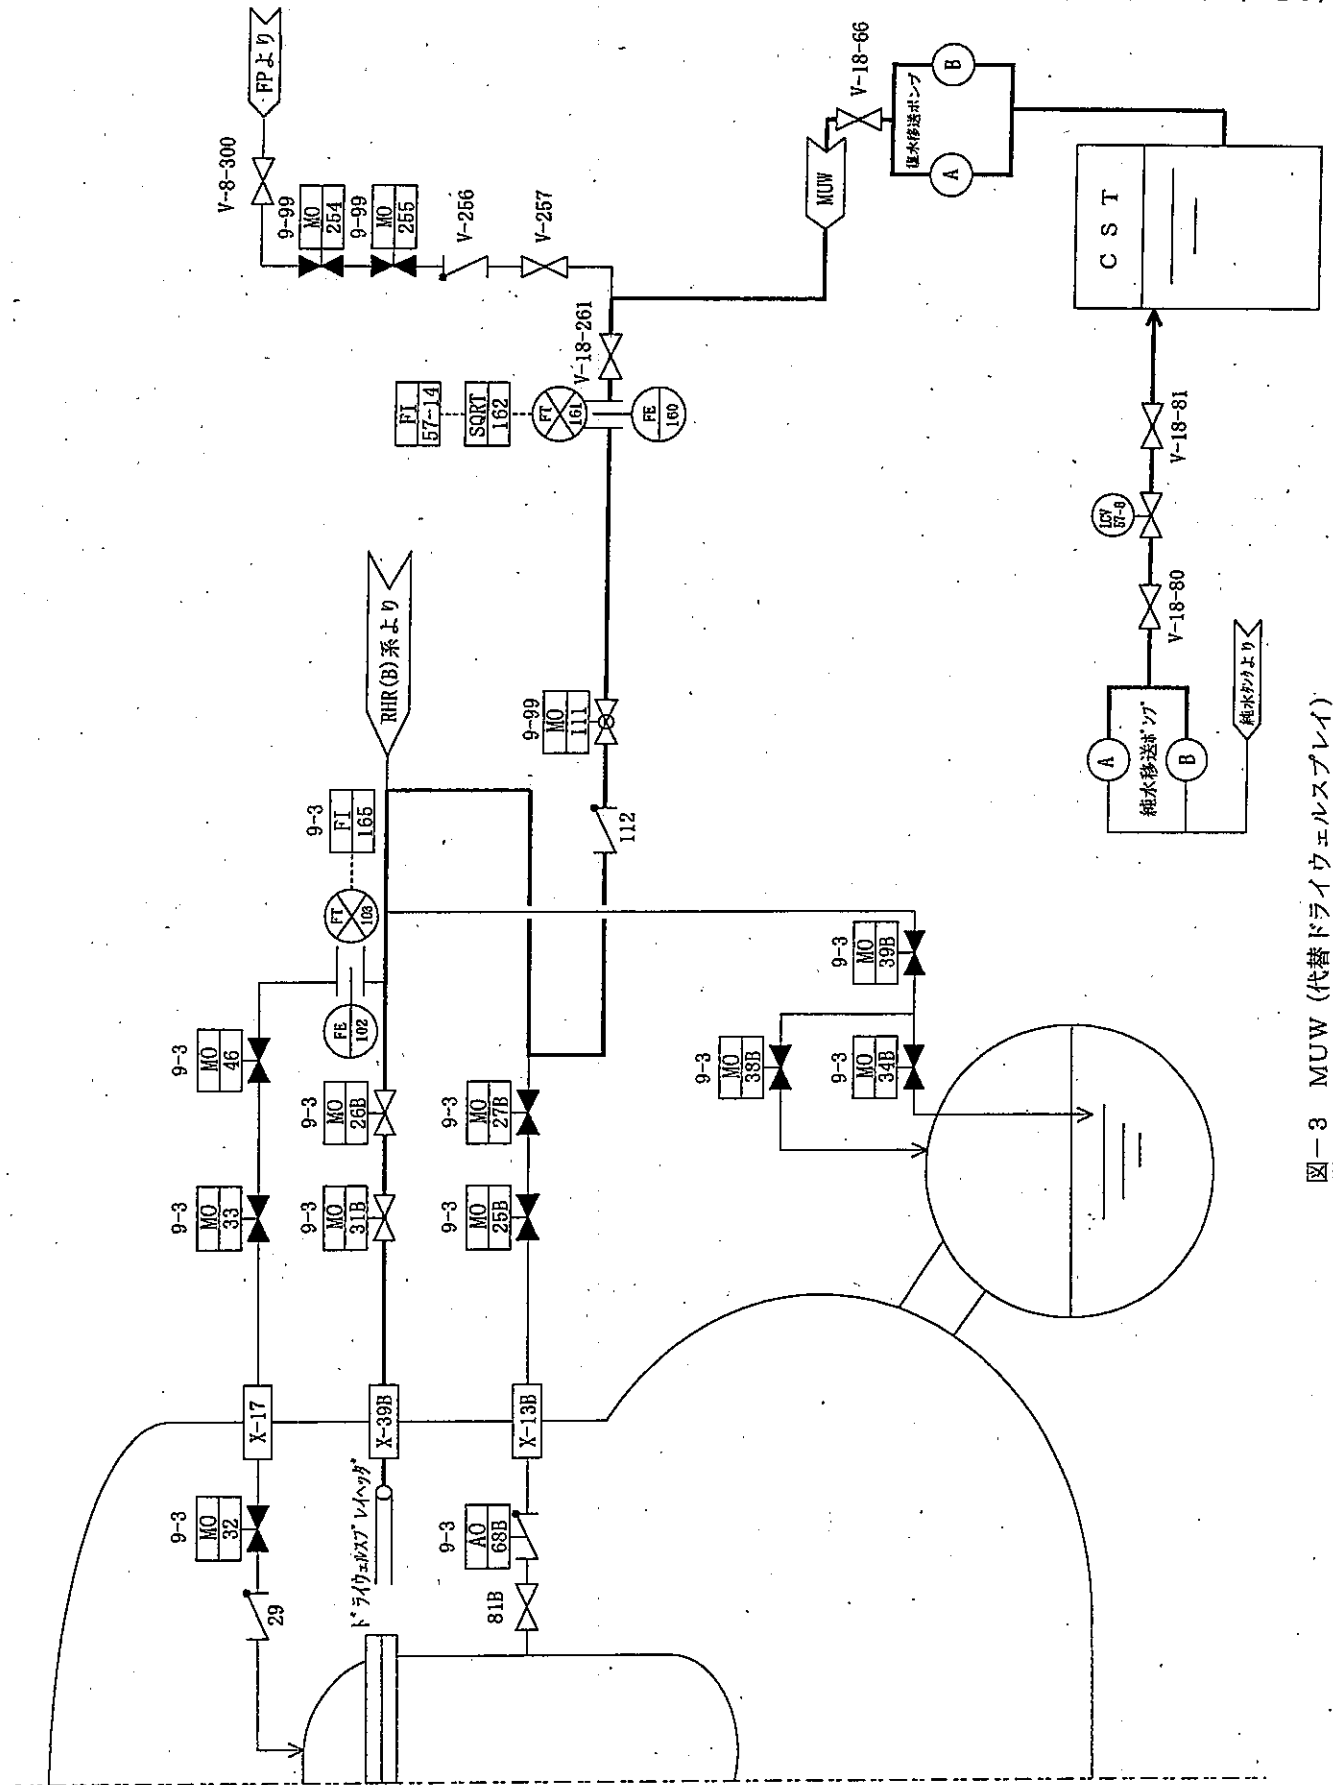 FPより
V-8-300
9-99
MO
254
9-99
MO
255
V-256
V-257
V-18-261
FI
57-14
SQRT
162
FT
161
FE
160
MUW
V-18-66
復水移送ポンプ
A
B
CST
V-18-81
LCV
57-8
V-18-80
純水移送ポンプ
A
B
純水タンクより
RHR(B)系より
9-99
MO
111
112
9-3
FI
165
FT
103
FE
102
9-3
MO
46
9-3
MO
33
9-3
MO
26B
9-3
MO
31B
9-3
MO
27B
9-3
MO
25B
9-3
MO
39B
9-3
MO
38B
9-3
MO
34B
X-17
X-39B
X-13B
9-3
MO
32
29
ドライウェルスプレイヘッダ
9-3
AO
68B
81B
図-3 MUW (代替ドライウェルスプレイ)